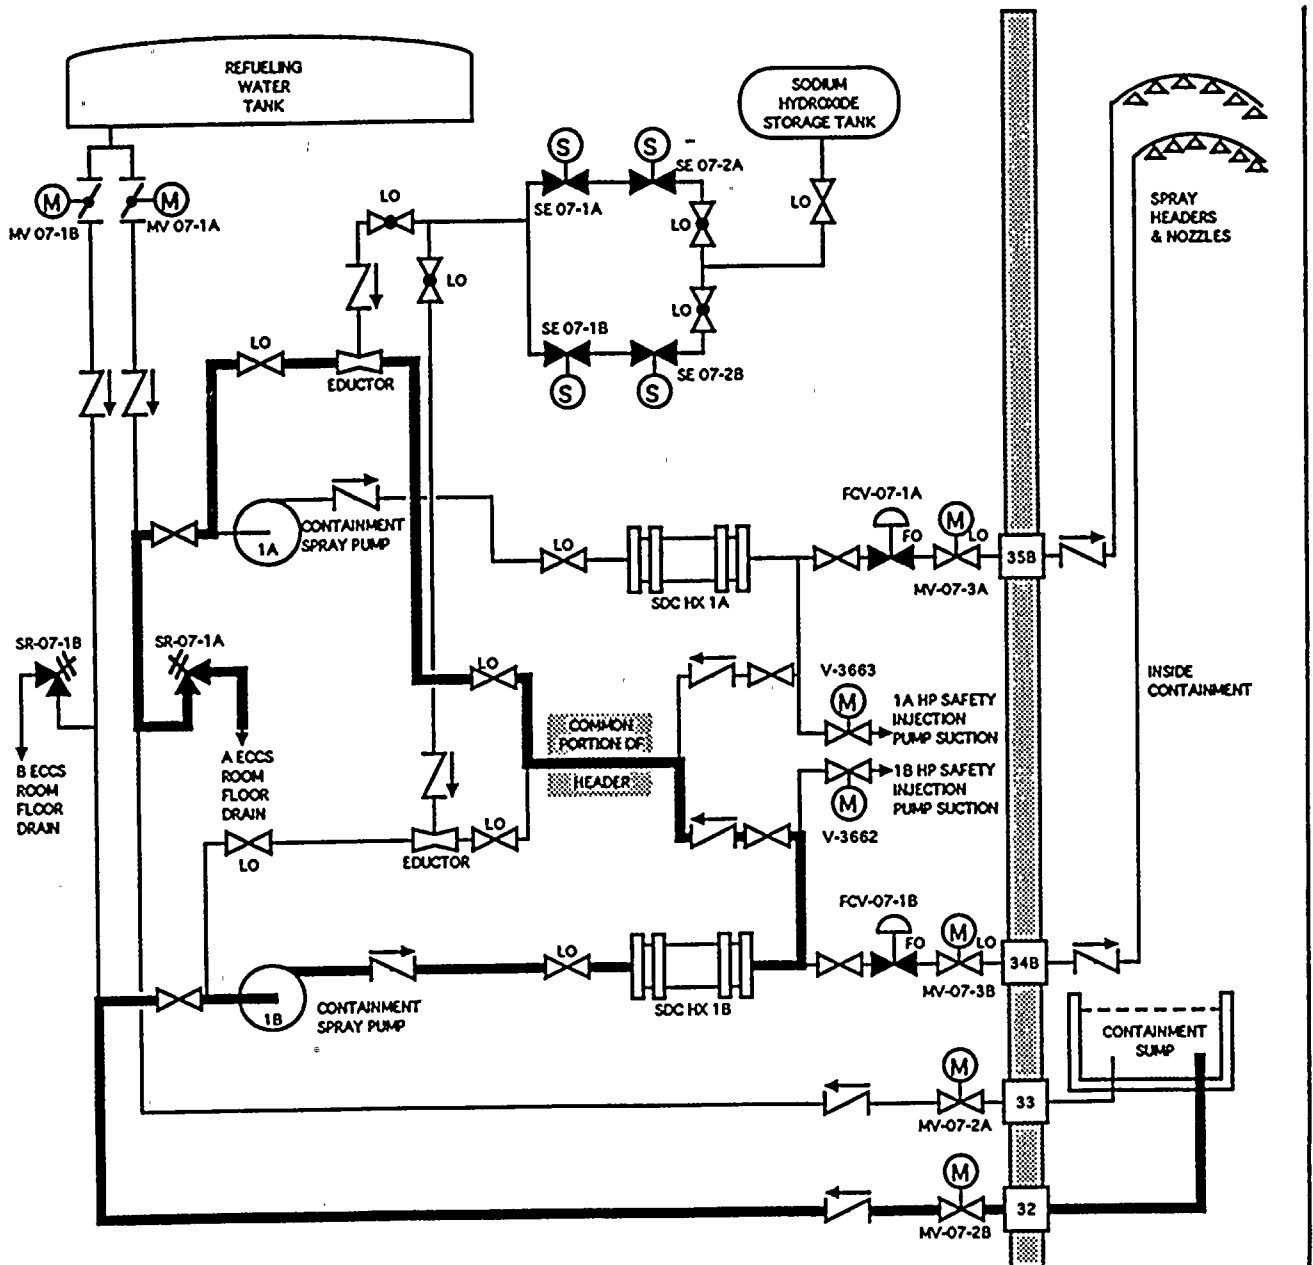 REFUELING
WATER
TANK
SODIUM
HYDROXIDE
STORAGE TANK
S
S
SE 07-2A
SE 07-1A
LO
LO
LO
M
M
MV 07-1B
MV 07-1A
SPRAY
HEADERS
& NOZZLES
LO
LO
SE 07-1B
SE 07-2B
S
S
LO
EDUCTOR
FCV-07-1A
M
FO
LO
CONTAINMENT
SPRAY PUMP
1A
LO
35B
MV-07-3A
SDC HX 1A
SR-07-1B
SR-07-1A
LO
V-3663
M
INSIDE
CONTAINMENT
1A HP SAFETY
INJECTION
PUMP SUCTION
COMMON
PORTION OF
HEADER
B ECCS
ROOM
FLOOR
DRAIN
A ECCS
ROOM
FLOOR
DRAIN
1B HP SAFETY
INJECTION
PUMP SUCTION
M
V-3662
LO
LO
EDUCTOR
FCV-07-1B
M
FO
LO
LO
34B
MV-07-3B
1B
CONTAINMENT
SPRAY PUMP
SDC HX 1B
CONTAINMENT
SUMP
M
33
MV-07-2A
M
32
MV-07-2B